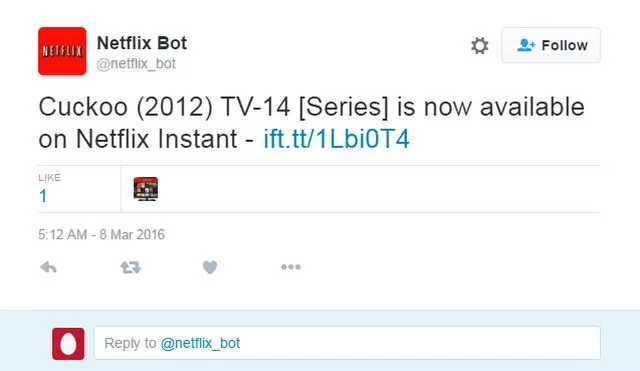 NETFLIX
Netflix Bot
@netflix_bot
Follow
Cuckoo (2012) TV-14 [Series] is now available
on Netflix Instant - ift.tt/1Lbi0T4
LIKE
1
5:12 AM - 8 Mar 2016
Reply to @netflix_bot